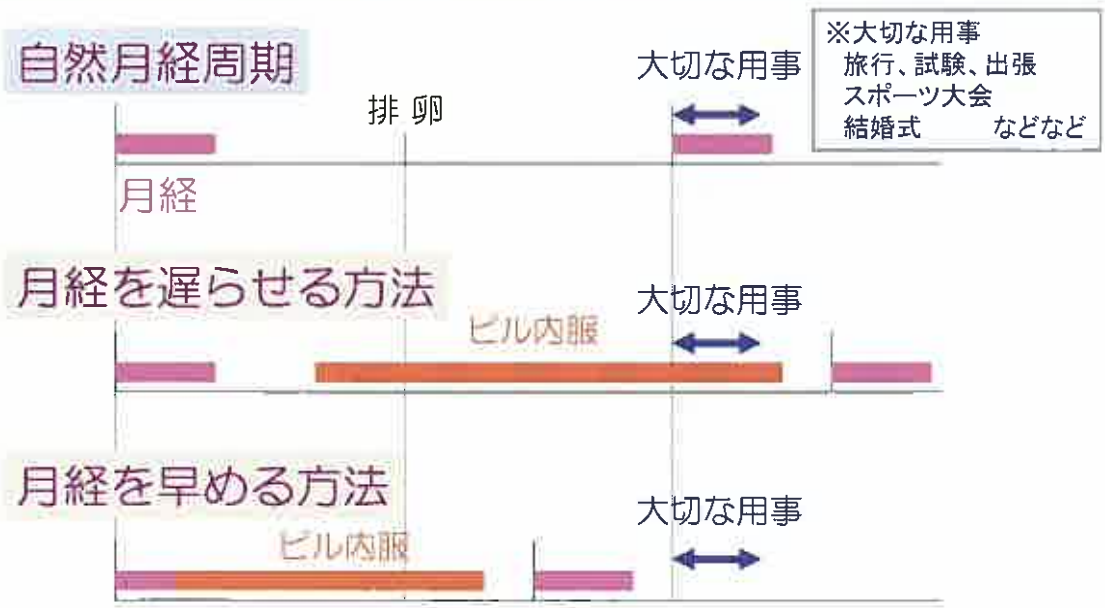 自然月経周期
大切な用事
※大切な用事
旅行、試験、出張
スポーツ大会
結婚式 などなど
排卵
月経
月経を遅らせる方法
大切な用事
ピル内服
月経を早める方法
大切な用事
ピル内服